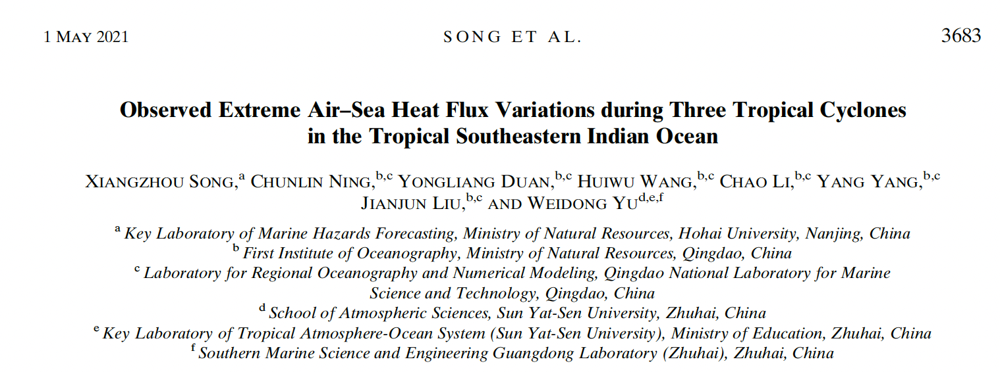 1 MAY 2021 SONG ET AL. 3683
Observed Extreme Air–Sea Heat Flux Variations during Three Tropical Cyclones
in the Tropical Southeastern Indian Ocean
XIANGZHOU SONG,a CHUNLIN NING,b,c YONGLIANG DUAN,b,c HUIWU WANG,b,c CHAO LI,b,c YANG YANG,b,c
JIANJUN LIU,b,c AND WEIDONG YUd,e,f
a Key Laboratory of Marine Hazards Forecasting, Ministry of Natural Resources, Hohai University, Nanjing, China
b First Institute of Oceanography, Ministry of Natural Resources, Qingdao, China
c Laboratory for Regional Oceanography and Numerical Modeling, Qingdao National Laboratory for Marine
Science and Technology, Qingdao, China
d School of Atmospheric Sciences, Sun Yat-Sen University, Zhuhai, China
e Key Laboratory of Tropical Atmosphere-Ocean System (Sun Yat-Sen University), Ministry of Education, Zhuhai, China
f Southern Marine Science and Engineering Guangdong Laboratory (Zhuhai), Zhuhai, China